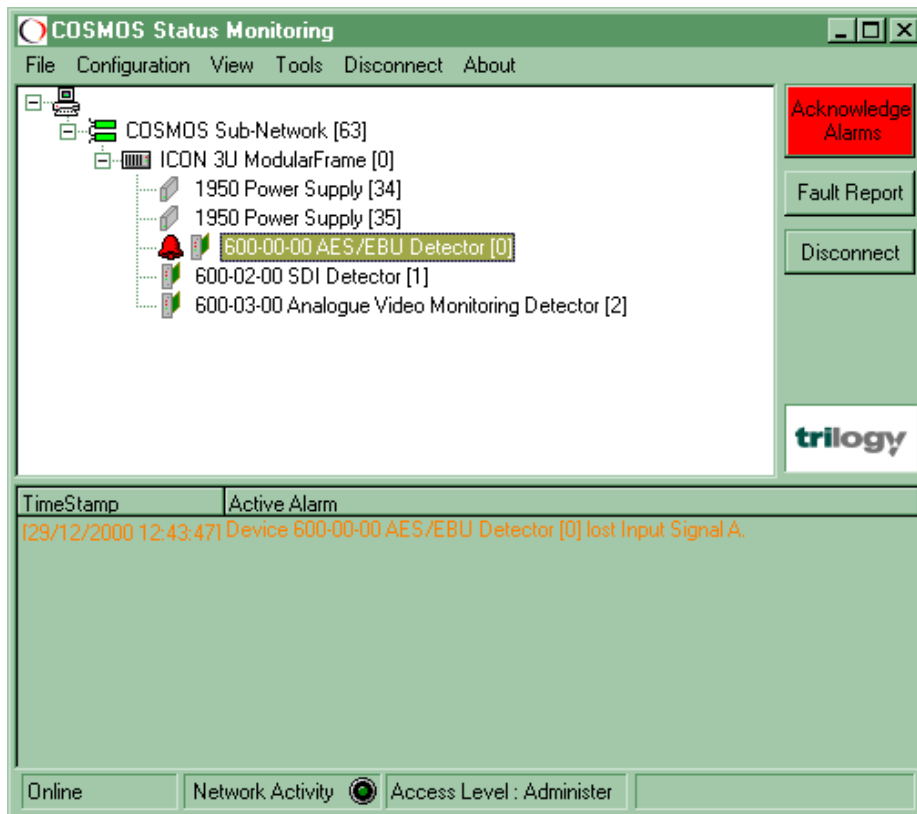 COSMOS Status Monitoring
File Configuration View Tools Disconnect About
COSMOS Sub-Network [63]
ICON 3U ModularFrame [0]
1950 Power Supply [34]
1950 Power Supply [35]
600-00-00 AES/EBU Detector [0]
600-02-00 SDI Detector [1]
600-03-00 Analogue Video Monitoring Detector [2]
Acknowledge
Alarms
Fault Report
Disconnect
trilogy
TimeStamp Active Alarm
[29/12/2000 12:43:47] Device 600-00-00 AES/EBU Detector [0] lost Input Signal A.
Online Network Activity Access Level : Administer